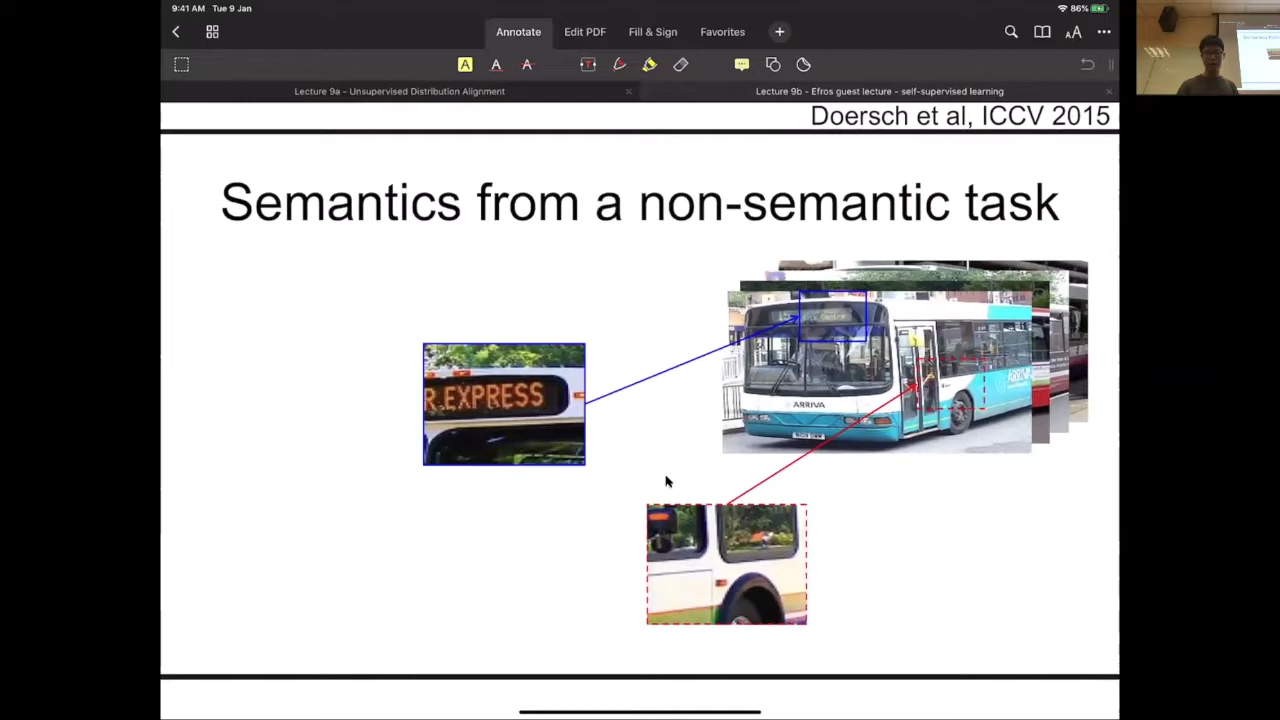 9:41 AM Tue 9 Jan
86%
Annotate Edit PDF Fill & Sign Favorites
Lecture 9a - Unsupervised Distribution Alignment
Lecture 9b - Efros guest lecture - self-supervised learning
Doersch et al, ICCV 2015
Semantics from a non-semantic task
R.EXPRESS
ARRIVA
ARRIVA